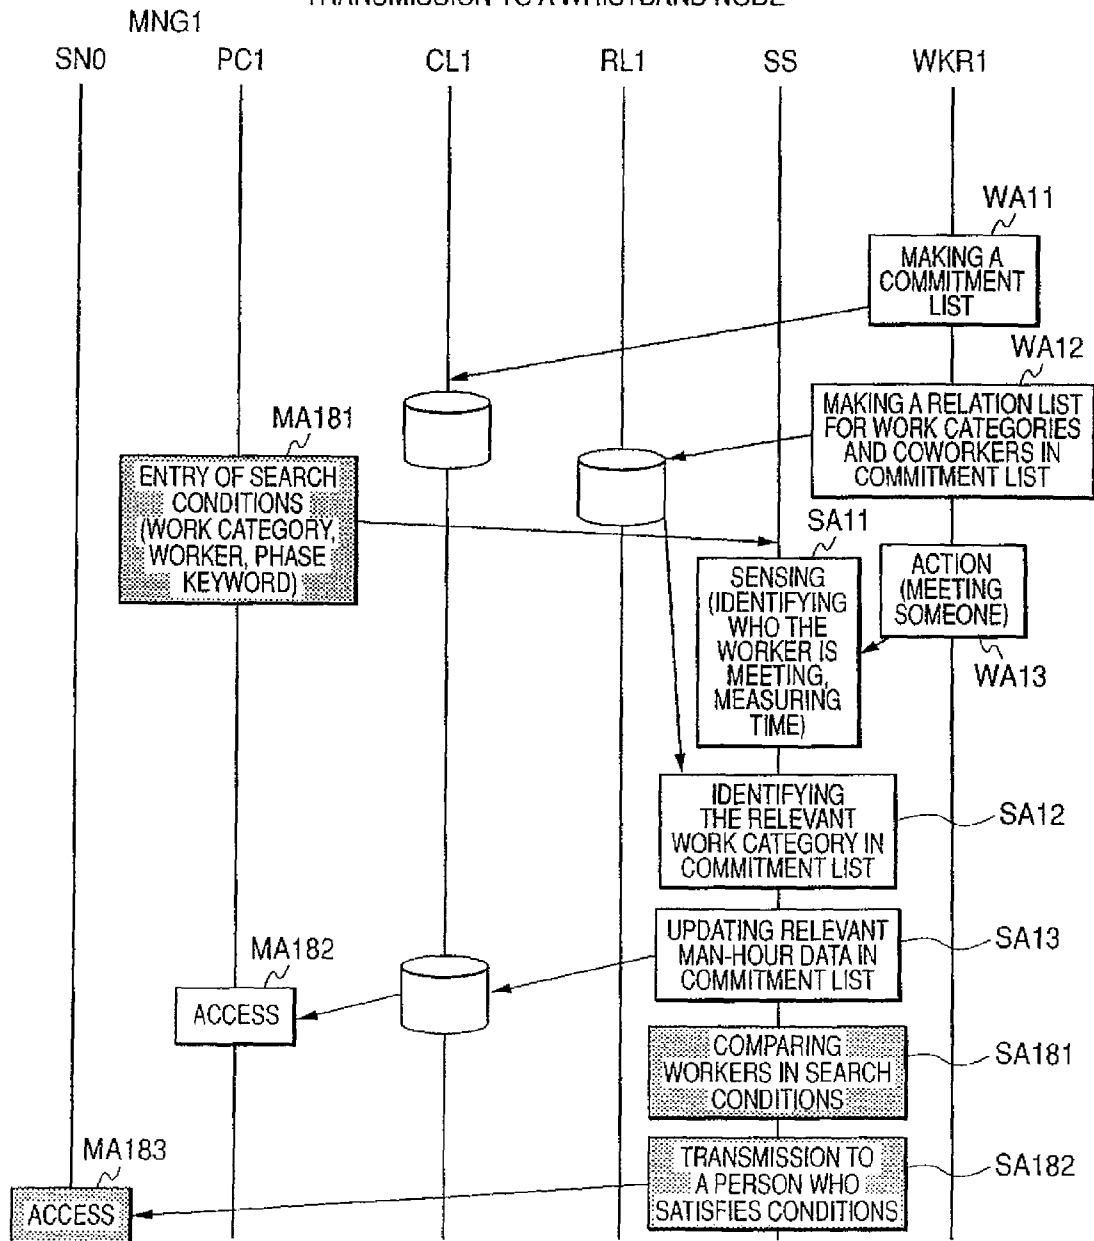 TRANSMISSION TO A WRISTBAND NODE
MNG1
SN0 PC1 CL1 RL1 SS WKR1
WA11
MAKING A
COMMITMENT
LIST
WA12
MAKING A RELATION LIST
FOR WORK CATEGORIES
AND COWORKERS IN
COMMITMENT LIST
MA181
ENTRY OF SEARCH
CONDITIONS
(WORK CATEGORY,
WORKER, PHASE
KEYWORD)
SA11
SENSING
(IDENTIFYING
WHO THE
WORKER IS
MEETING,
MEASURING
TIME)
ACTION
(MEETING
SOMEONE)
WA13
IDENTIFYING
THE RELEVANT
WORK CATEGORY IN
COMMITMENT LIST
SA12
UPDATING RELEVANT
MAN-HOUR DATA IN
COMMITMENT LIST
SA13
MA182
ACCESS
COMPARING
WORKERS IN SEARCH
CONDITIONS
SA181
TRANSMISSION TO
A PERSON WHO
SATISFIES CONDITIONS
SA182
MA183
ACCESS